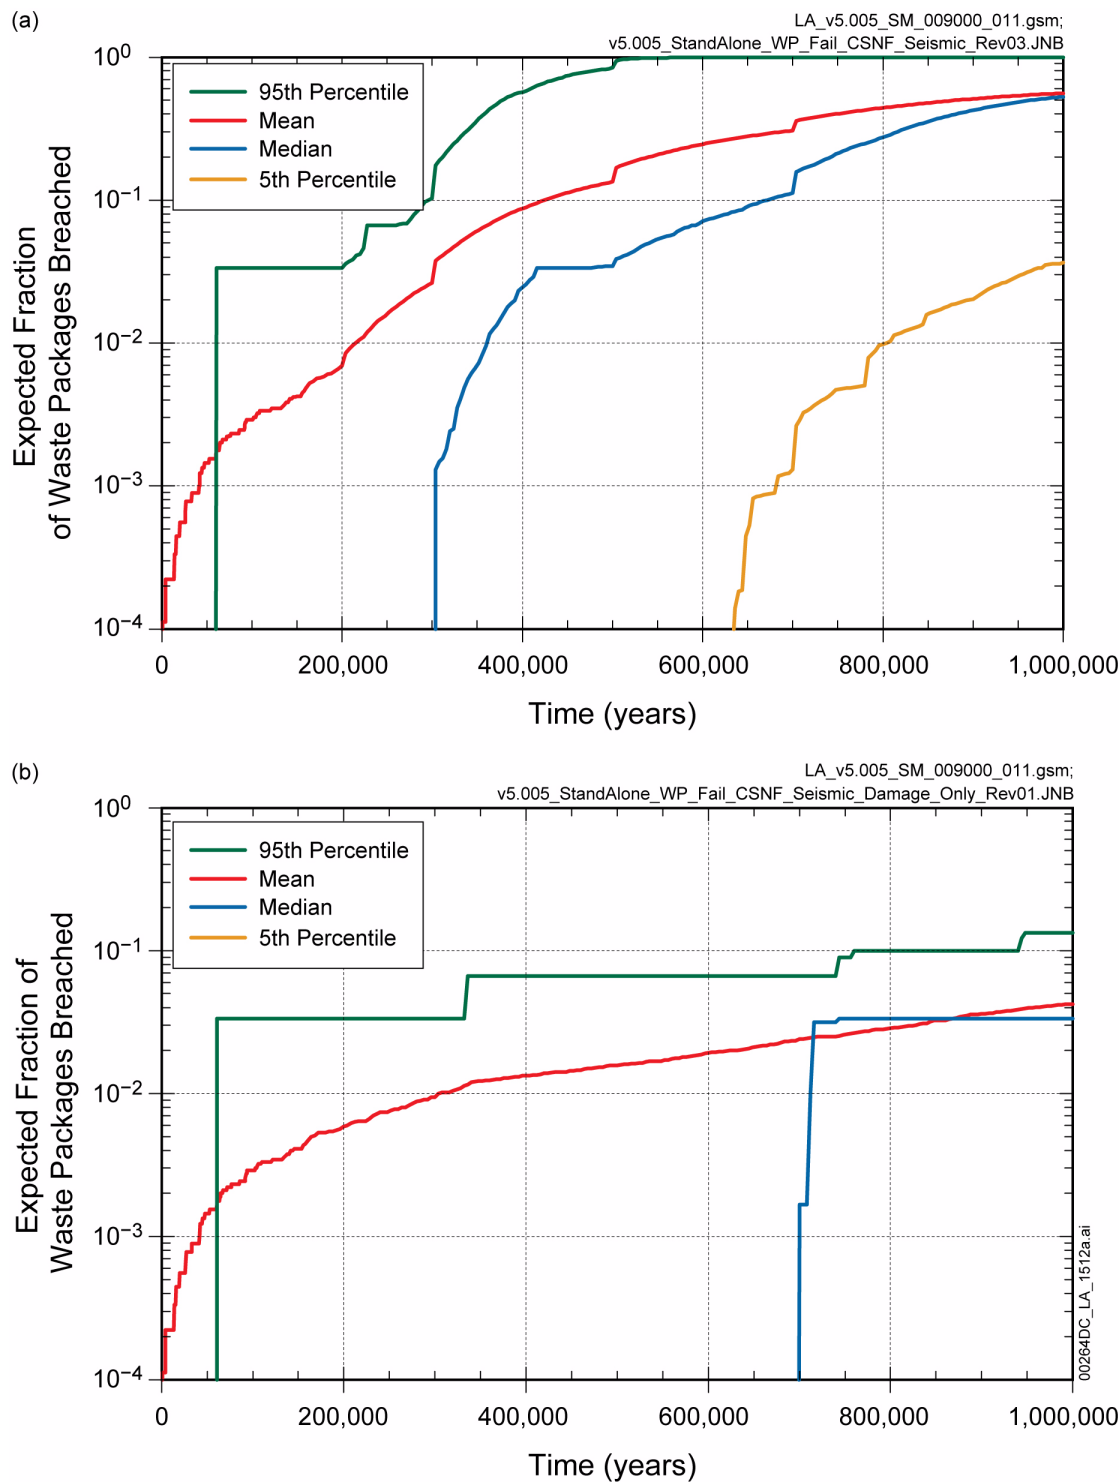 (a)
LA_v5.005_SM_009000_011.gsm;
v5.005_StandAlone_WP_Fail_CSNF_Seismic_Rev03.JNB
95th Percentile
Mean
Median
5th Percentile
Expected Fraction
of Waste Packages Breached
10⁰
10⁻¹
10⁻²
10⁻³
10⁻⁴
0 200,000 400,000 600,000 800,000 1,000,000
Time (years)
(b)
LA_v5.005_SM_009000_011.gsm;
v5.005_StandAlone_WP_Fail_CSNF_Seismic_Damage_Only_Rev01.JNB
95th Percentile
Mean
Median
5th Percentile
Expected Fraction of
Waste Packages Breached
10⁰
10⁻¹
10⁻²
10⁻³
10⁻⁴
0 200,000 400,000 600,000 800,000 1,000,000
Time (years)
00264DC_LA_1512a.ai